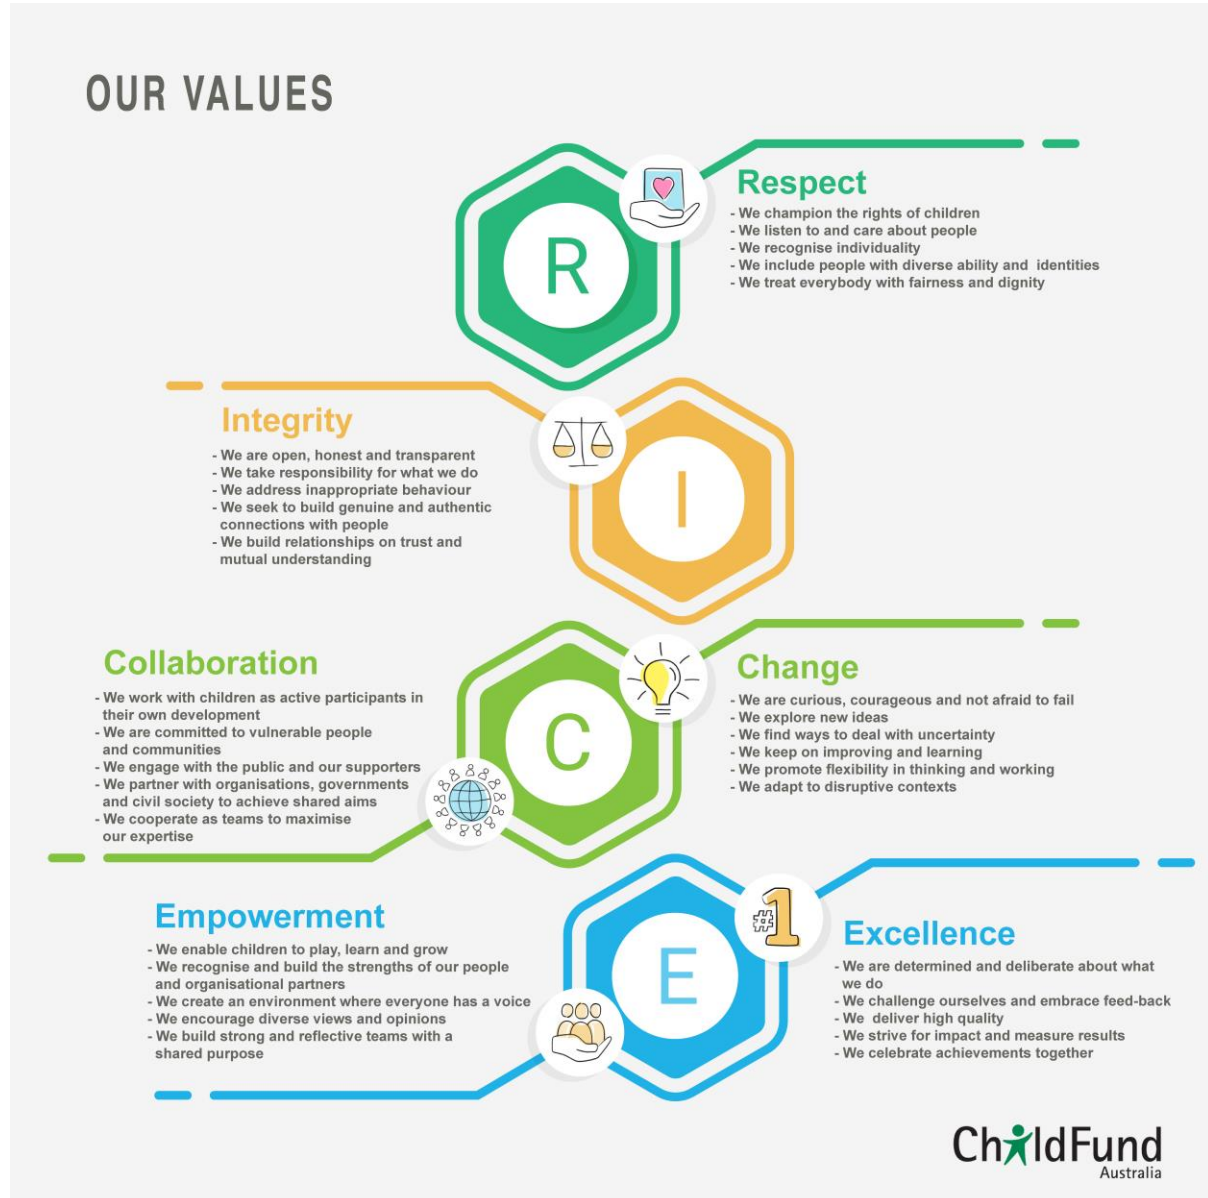 OUR VALUES
R
Respect
- We champion the rights of children
- We listen to and care about people
- We recognise individuality
- We include people with diverse ability and  identities
- We treat everybody with fairness and dignity
Integrity
- We are open, honest and transparent
- We take responsibility for what we do
- We address inappropriate behaviour
- We seek to build genuine and authentic
connections with people
- We build relationships on trust and
mutual understanding
I
Collaboration
- We work with children as active participants in
their own development
- We are committed to vulnerable people
and communities
- We engage with the public and our supporters
- We partner with organisations, governments
and civil society to achieve shared aims
- We cooperate as teams to maximise
our expertise
C
Change
- We are curious, courageous and not afraid to fail
- We explore new ideas
- We find ways to deal with uncertainty
- We keep on improving and learning
- We promote flexibility in thinking and working
- We adapt to disruptive contexts
Empowerment
- We enable children to play, learn and grow
- We recognise and build the strengths of our people
and organisational partners
- We create an environment where everyone has a voice
- We encourage diverse views and opinions
- We build strong and reflective teams with a
shared purpose
E
#1
Excellence
- We are determined and deliberate about what
we do
- We challenge ourselves and embrace feed-back
- We  deliver high quality
- We strive for impact and measure results
- We celebrate achievements together
ChildFund
Australia